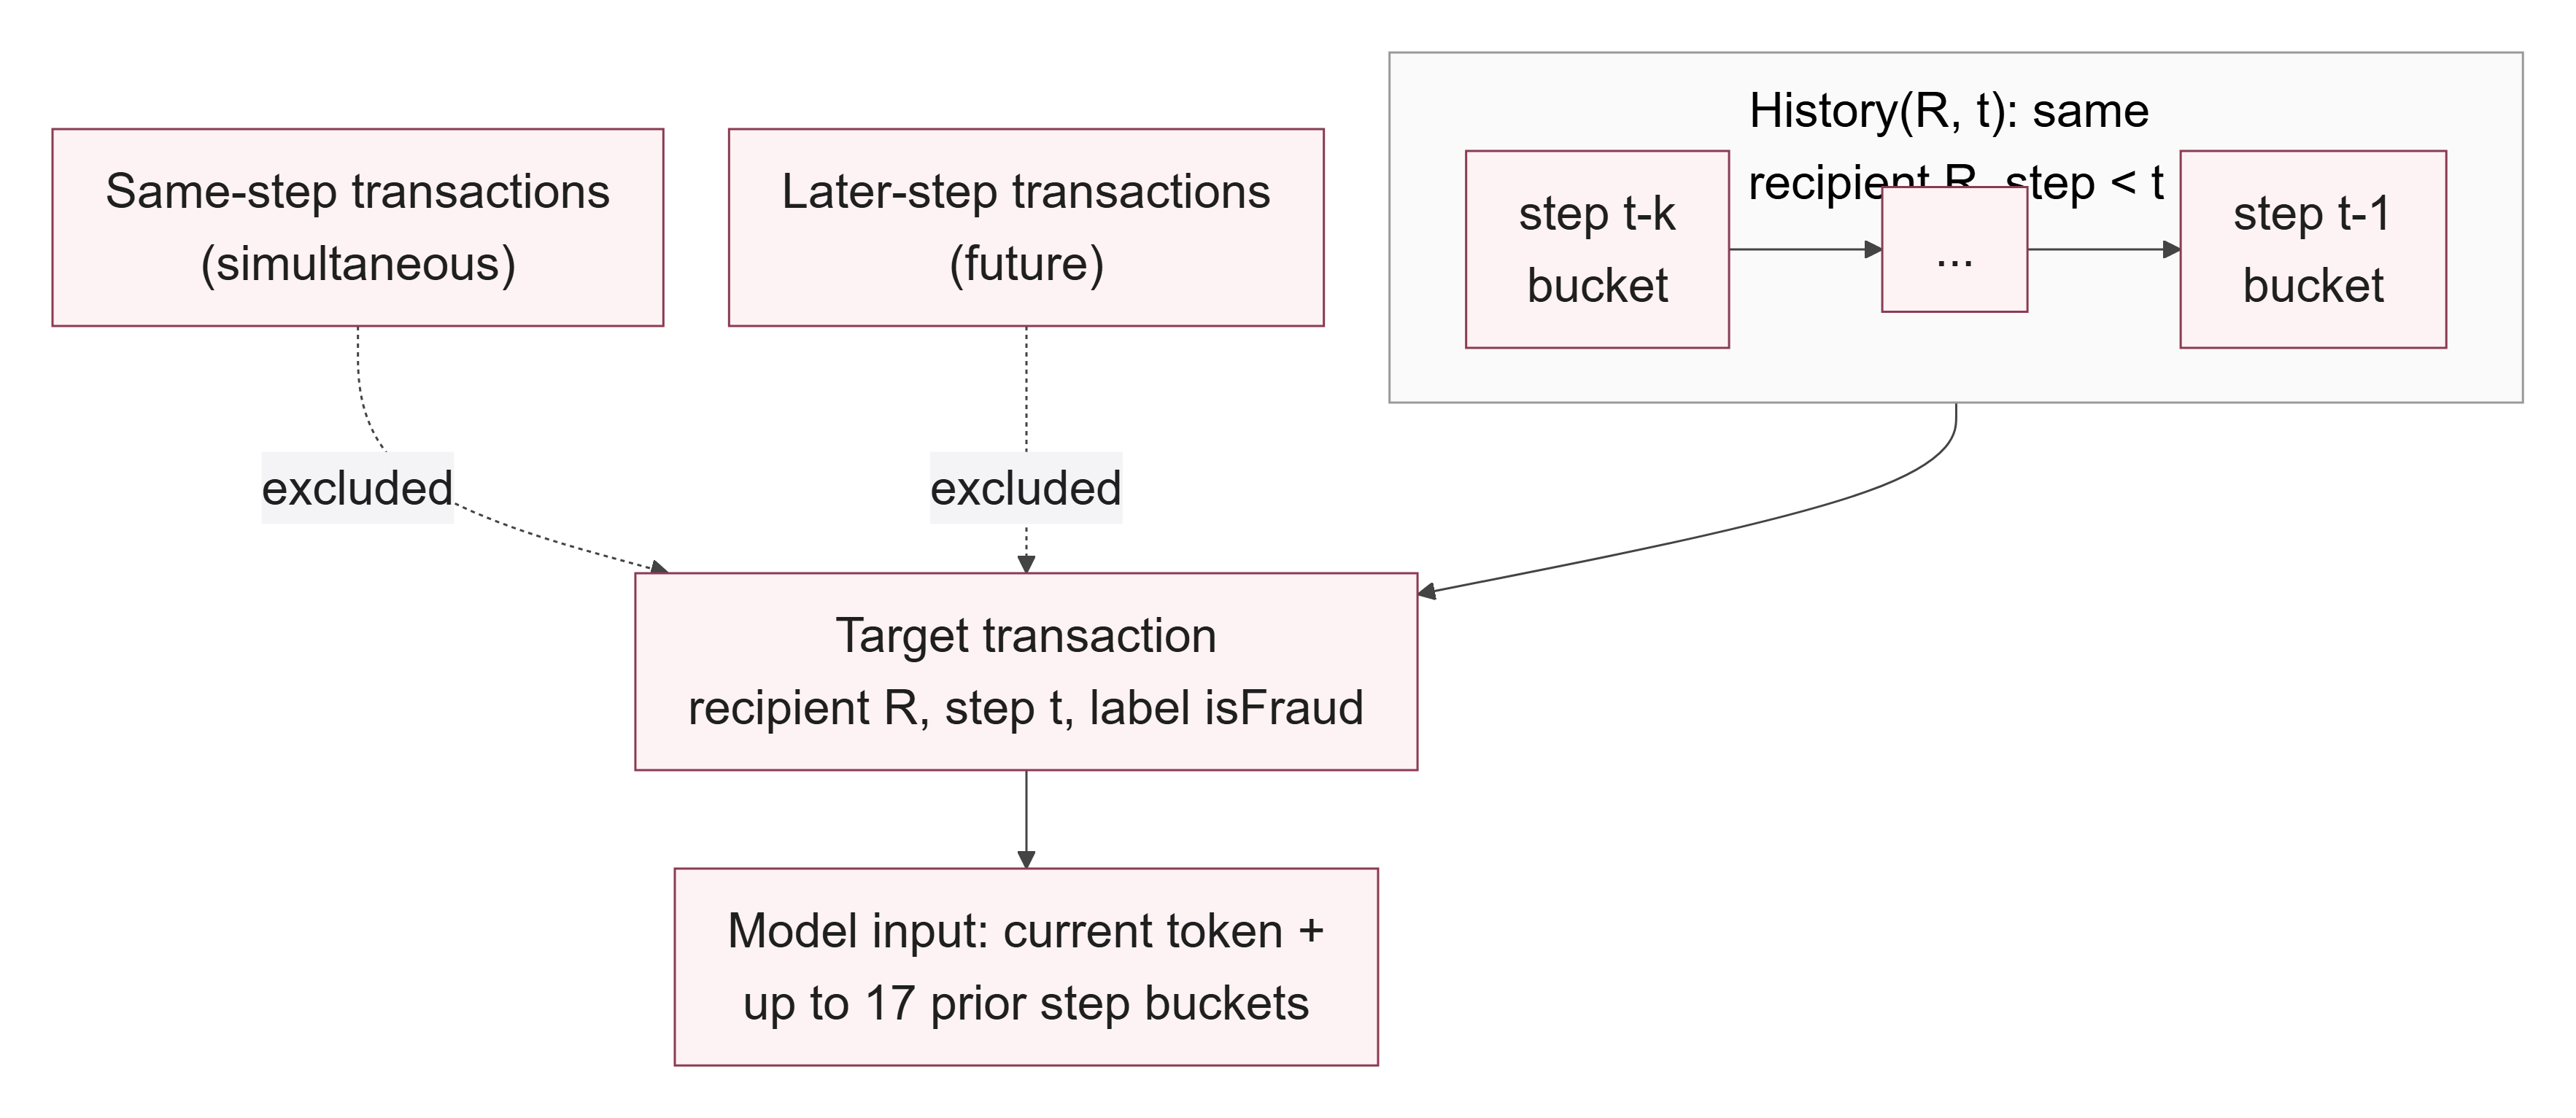 Same-step transactions
(simultaneous)
Later-step transactions
(future)
History(R, t): same
recipient R, step < t
step t-k
bucket
...
step t-1
bucket
excluded
excluded
Target transaction
recipient R, step t, label isFraud
Model input: current token +
up to 17 prior step buckets